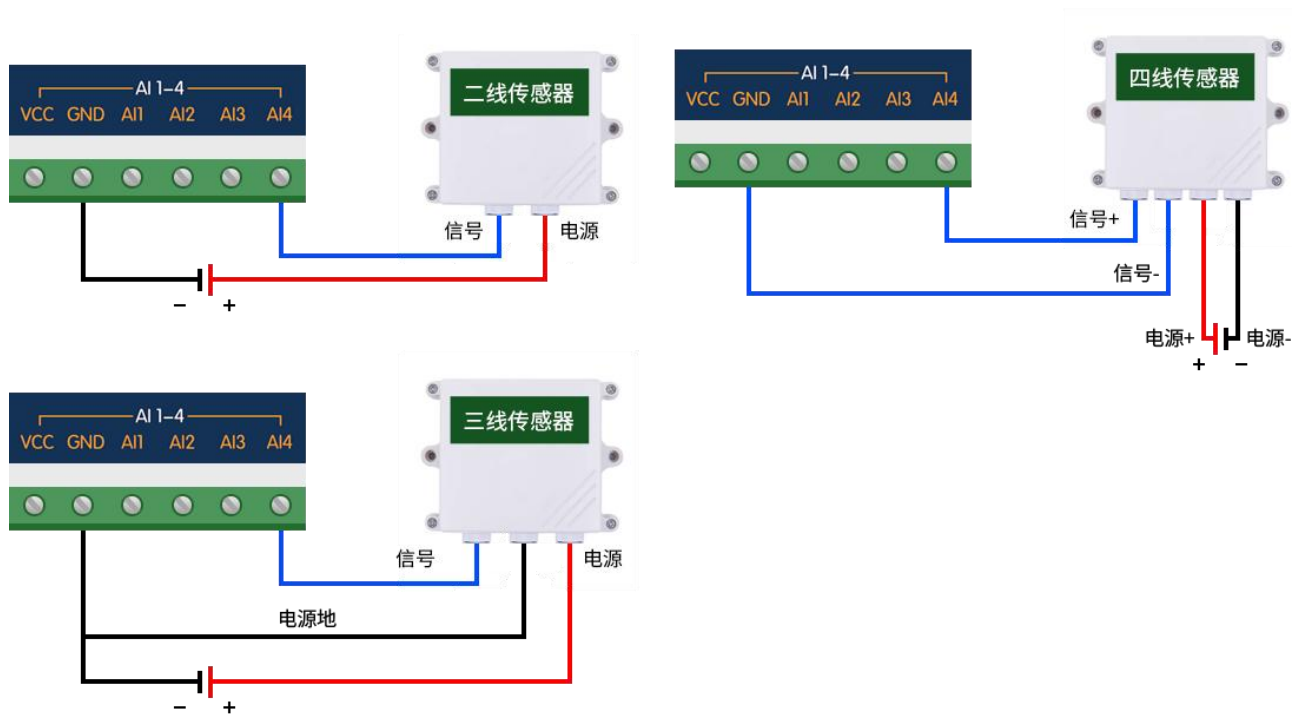 AI 1-4
VCC GND AI1 AI2 AI3 AI4
二线传感器
信号
电源
- +
AI 1-4
VCC GND AI1 AI2 AI3 AI4
四线传感器
信号+
信号-
电源+
电源-
+ -
AI 1-4
VCC GND AI1 AI2 AI3 AI4
三线传感器
信号
电源
电源地
- +